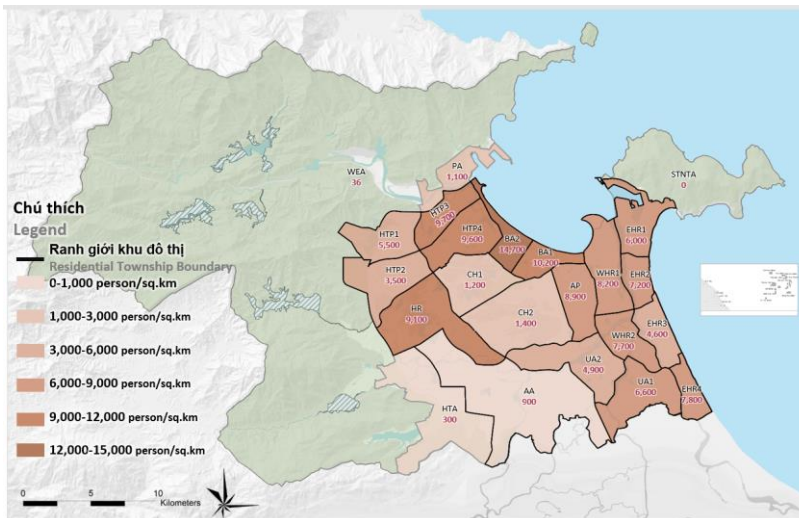 PA
1,100
WEA
36
STNTA
0
HTP3
9,700
HTP1
5,500
HTP4
9,600
BA2
14,700
BA1
10,200
EHR1
6,000
HTP2
3,500
CH1
1,200
AP
8,900
WHR1
8,200
EHR2
7,200
HR
9,100
CH2
1,400
WHR2
7,700
EHR3
4,600
UA2
4,900
HTA
300
AA
900
UA1
6,600
EHR4
7,800
Chú thích
Legend
Ranh giới khu đô thị
Residential Township Boundary
0-1,000 person/sq.km
1,000-3,000 person/sq.km
3,000-6,000 person/sq.km
6,000-9,000 person/sq.km
9,000-12,000 person/sq.km
12,000-15,000 person/sq.km
0 5 10
Kilometers